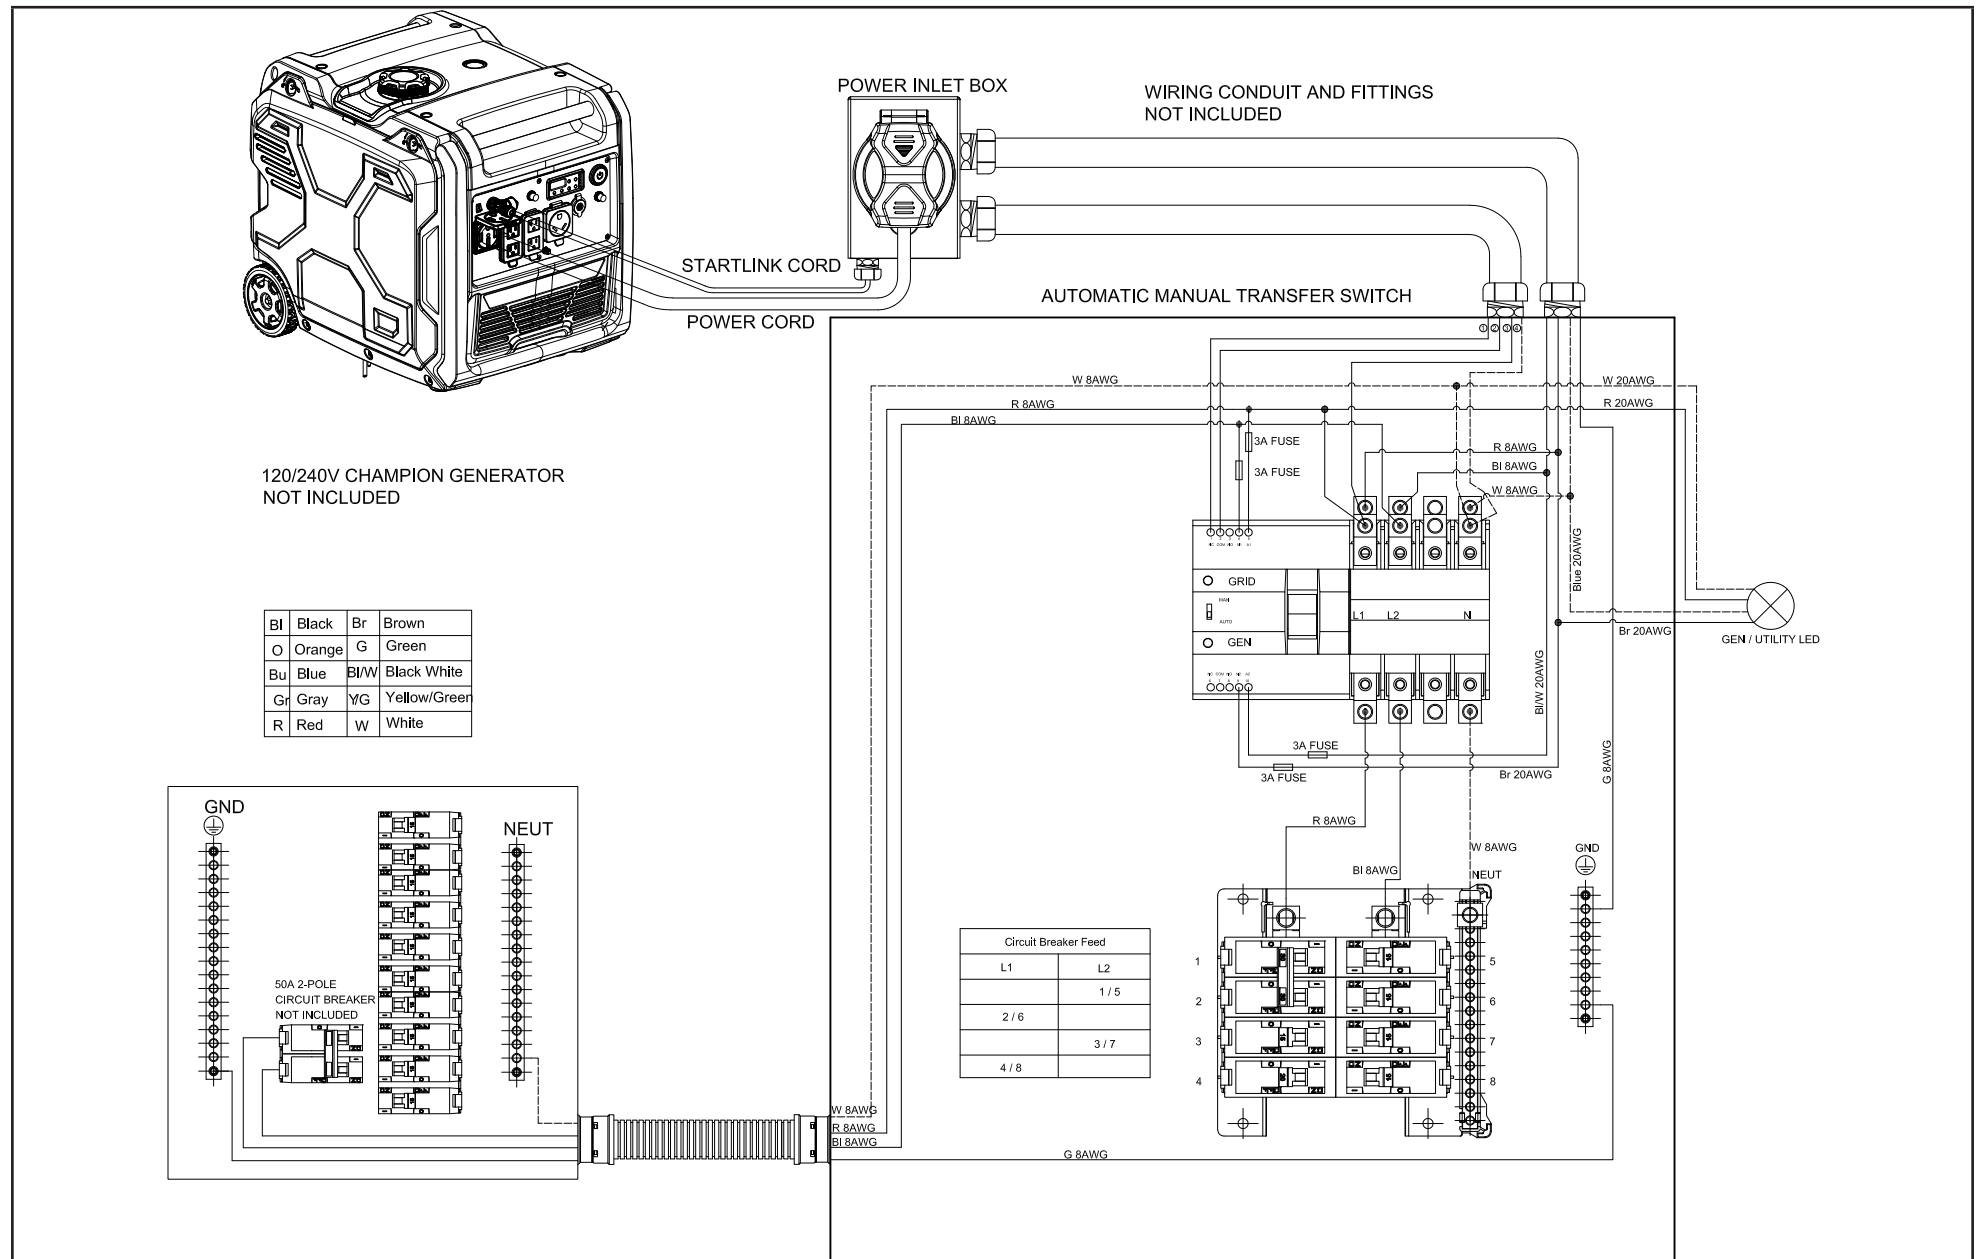 POWER INLET BOX
WIRING CONDUIT AND FITTINGS
NOT INCLUDED
STARTLINK CORD
POWER CORD
AUTOMATIC MANUAL TRANSFER SWITCH
1 2 3 4
W 8AWG
W 20AWG
R 8AWG
R 20AWG
Bl 8AWG
3A FUSE
3A FUSE
R 8AWG
Bl 8AWG
W 8AWG
120/240V CHAMPION GENERATOR
NOT INCLUDED
Blue 20AWG
GRID
MAN
AUTO
GEN
L1 L2 N
Br 20AWG
GEN / UTILITY LED
Bl Black Br Brown
O Orange G Green
Bu Blue Bl/W Black White
Gr Gray Y/G Yellow/Green
R Red W White
Bl/W 20AWG
G 8AWG
3A FUSE
3A FUSE
Br 20AWG
GND
NEUT
R 8AWG
Bl 8AWG
W 8AWG
NEUT
GND
50A 2-POLE
CIRCUIT BREAKER
NOT INCLUDED
Circuit Breaker Feed
L1 L2
1 / 5
2 / 6
3 / 7
4 / 8
1 5
2 6
3 7
4 8
W 8AWG
R 8AWG
Bl 8AWG
G 8AWG